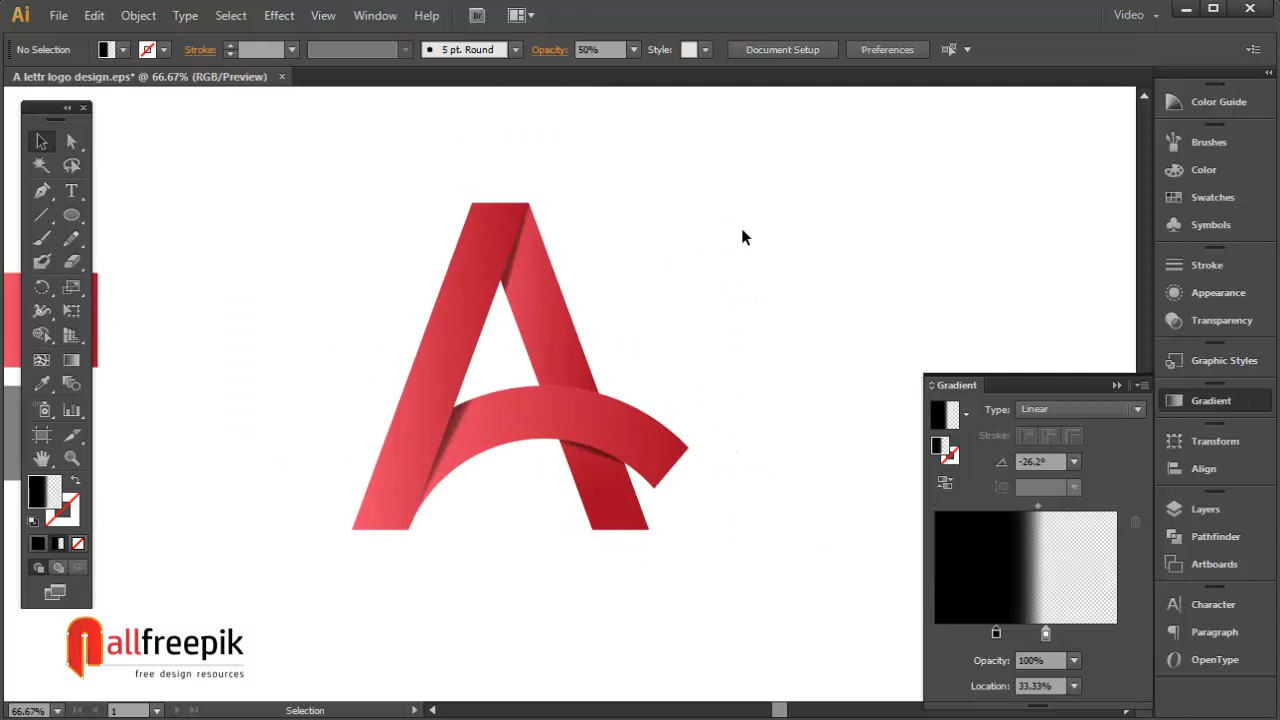 Ai File Edit Object Type Select Effect View Window Help Br Video
No Selection Stroke: 5 pt. Round Opacity: 50% Style: Document Setup Preferences
A lettr logo design.eps* @ 66.67% (RGB/Preview)
Color Guide
Brushes
Color
Swatches
Symbols
Stroke
Appearance
Transparency
Graphic Styles
Gradient
Transform
Align
Layers
Pathfinder
Artboards
Character
Paragraph
OpenType
Gradient
Type: Linear
Stroke:
-26.2°
Opacity: 100%
Location: 33.33%
A
allfreepik
free design resources
66.67% 1 Selection